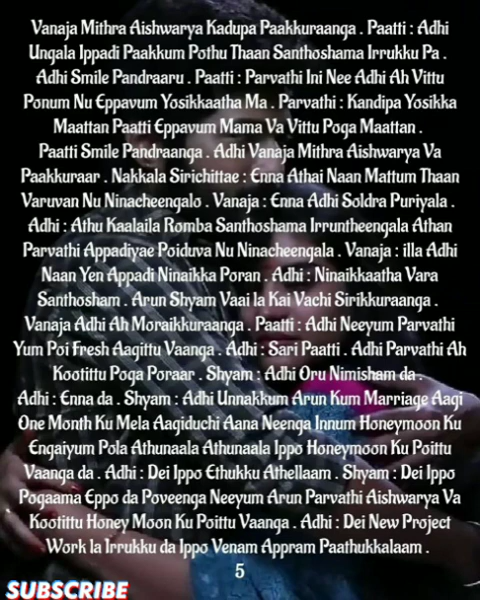 Vanaja Mithra Aishwarya Kadupa Paakkuraanga . Paatti : Adhi
Ungala Ippadi Paakkum Pothu Thaan Santhoshama Irrukku Pa .
Adhi Smile Pandraaru . Paatti : Parvathi Ini Nee Adhi Ah Vittu
Ponum Nu Eppavum Yosikkaatha Ma . Parvathi : Kandipa Yosikka
Maattan Paatti Eppavum Mama Va Vittu Poga Maattan .
Paatti Smile Pandraanga . Adhi Vanaja Mithra Aishwarya Va
Paakkuraar . Nakkala Sirichittae : Enna Athai Naan Mattum Thaan
Varuvan Nu Ninacheengalo . Vanaja : Enna Adhi Soldra Puriyala .
Adhi : Athu Kaalaila Romba Santhoshama Irruntheengala Athan
Parvathi Appadiyae Poiduva Nu Ninacheengala . Vanaja : illa Adhi
Naan Yen Appadi Ninaikka Poran . Adhi : Ninaikkaatha Vara
Santhosham . Arun Shyam Vaai la Kai Vachi Sirikkuraanga .
Vanaja Adhi Ah Moraikkuraanga . Paatti : Adhi Neeyum Parvathi
Yum Poi Fresh Aagittu Vaanga . Adhi : Sari Paatti . Adhi Parvathi Ah
Kootittu Poga Poraar . Shyam : Adhi Oru Nimisham da .
Adhi : Enna da . Shyam : Adhi Unnakkum Arun Kum Marriage Aagi
One Month Ku Mela Aagiduchi Aana Neenga Innum Honeymoon Ku
Engaiyum Pola Athunaala Athunaala Ippo Honeymoon Ku Poittu
Vaanga da . Adhi : Dei Ippo Ethukku Athellaam . Shyam : Dei Ippo
Pogaama Eppo da Poveenga Neeyum Arun Parvathi Aishwarya Va
Kootittu Honey Moon Ku Poittu Vaanga . Adhi : Dei New Project
Work la Irrukku da Ippo Venam Appram Paathukkalaam .
5
SUBSCRIBE